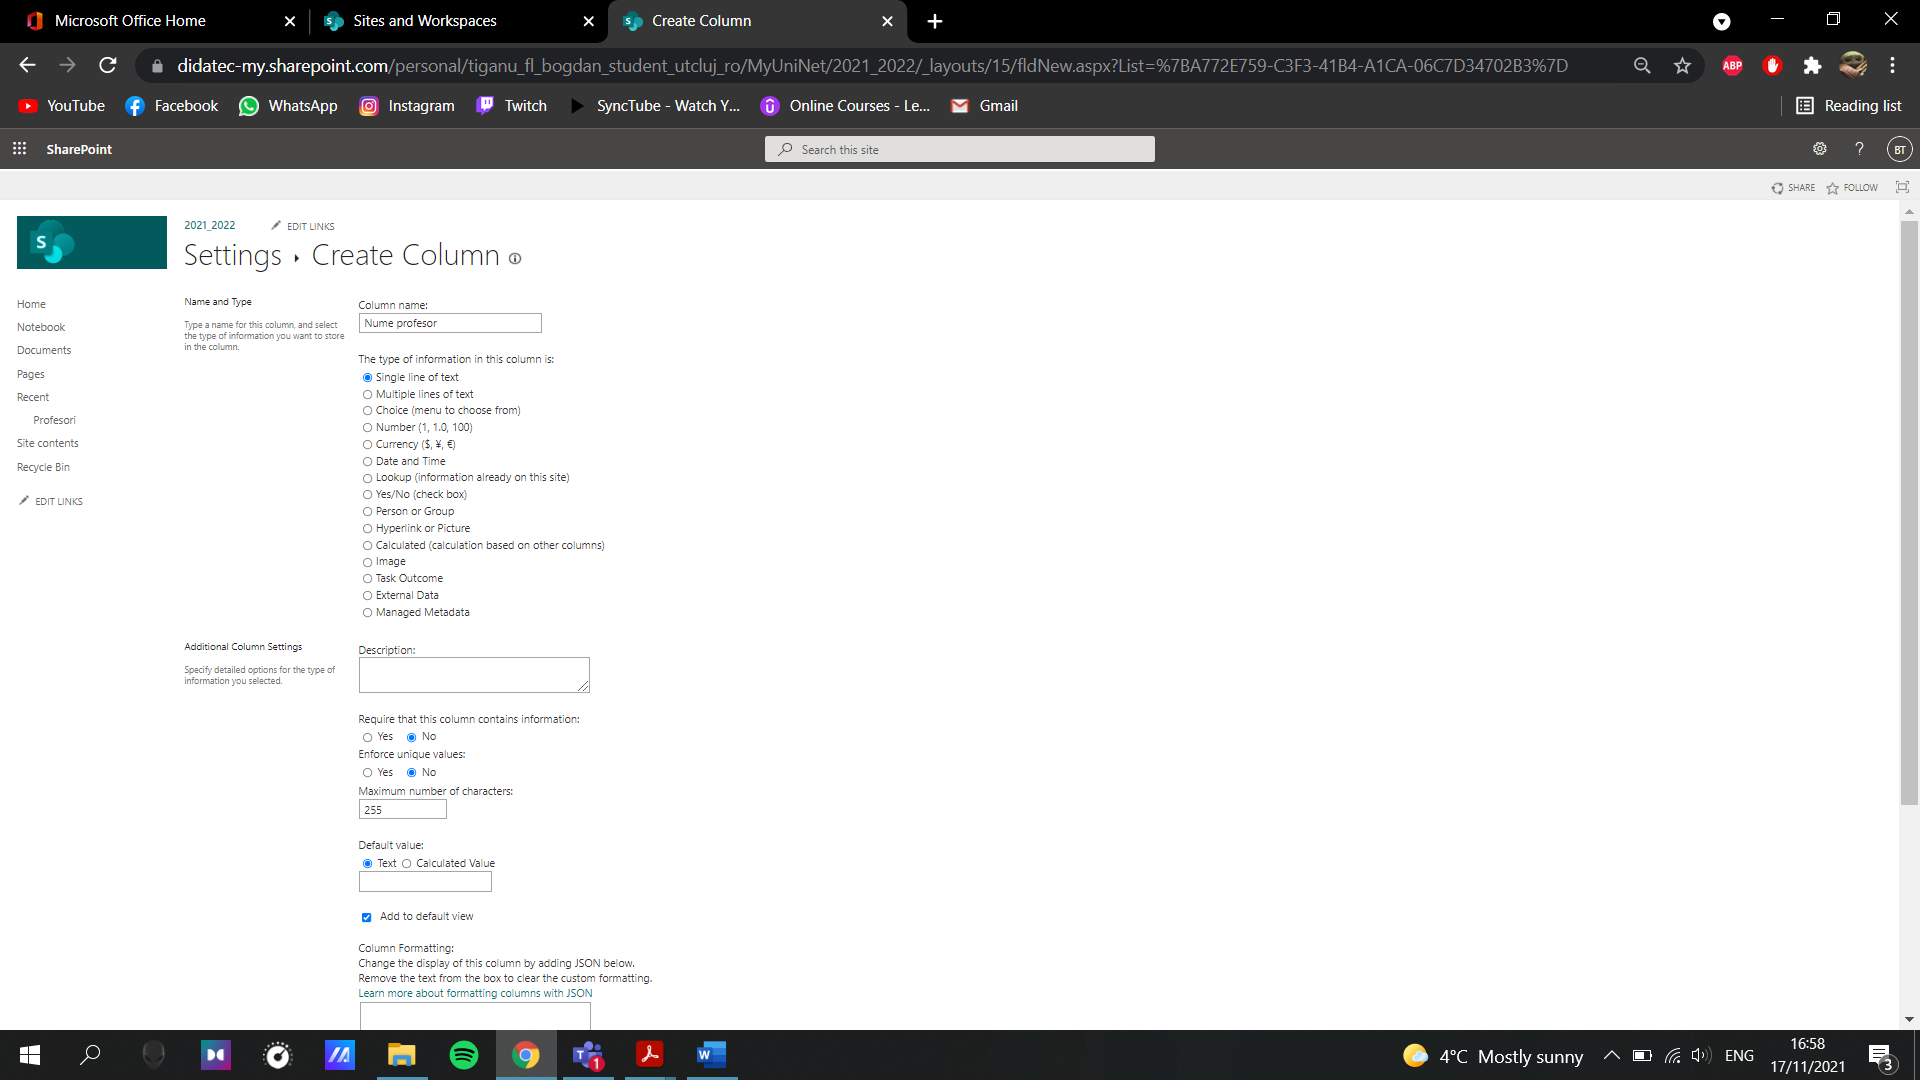 Microsoft Office Home
Sites and Workspaces
Create Column
didatec-my.sharepoint.com/personal/tiganu_fl_bogdan_student_utcluj_ro/MyUniNet/2021_2022/_layouts/15/fldNew.aspx?List=%7BA772E759-C3F3-41B4-A1CA-06C7D34702B3%7D
ABP
YouTube
Facebook
WhatsApp
Instagram
Twitch
SyncTube - Watch Y...
Online Courses - Le...
Gmail
Reading list
SharePoint
Search this site
?
BT
SHARE
FOLLOW
S
2021_2022
EDIT LINKS
Settings ▸ Create Column
Home
Notebook
Documents
Pages
Recent
Profesori
Site contents
Recycle Bin
EDIT LINKS
Name and Type
Type a name for this column, and select
the type of information you want to store
in the column.
Column name:
Nume profesor
The type of information in this column is:
Single line of text
Multiple lines of text
Choice (menu to choose from)
Number (1, 1.0, 100)
Currency ($, ¥, €)
Date and Time
Lookup (information already on this site)
Yes/No (check box)
Person or Group
Hyperlink or Picture
Calculated (calculation based on other columns)
Image
Task Outcome
External Data
Managed Metadata
Additional Column Settings
Specify detailed options for the type of
information you selected.
Description:
Require that this column contains information:
Yes No
Enforce unique values:
Yes No
Maximum number of characters:
255
Default value:
Text Calculated Value
Add to default view
Column Formatting:
Change the display of this column by adding JSON below.
Remove the text from the box to clear the custom formatting.
Learn more about formatting columns with JSON
1
4°C Mostly sunny
ENG
16:58
17/11/2021
3